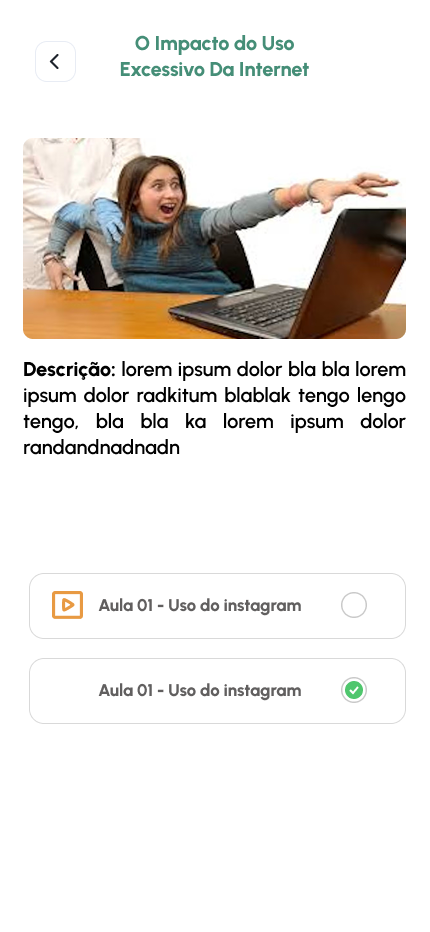 O Impacto do Uso
Excessivo Da Internet
Descrição: lorem ipsum dolor bla bla lorem
ipsum dolor radkitum blablak tengo lengo
tengo, bla bla ka lorem ipsum dolor
randandnadnadn
Aula 01 - Uso do instagram
Aula 01 - Uso do instagram